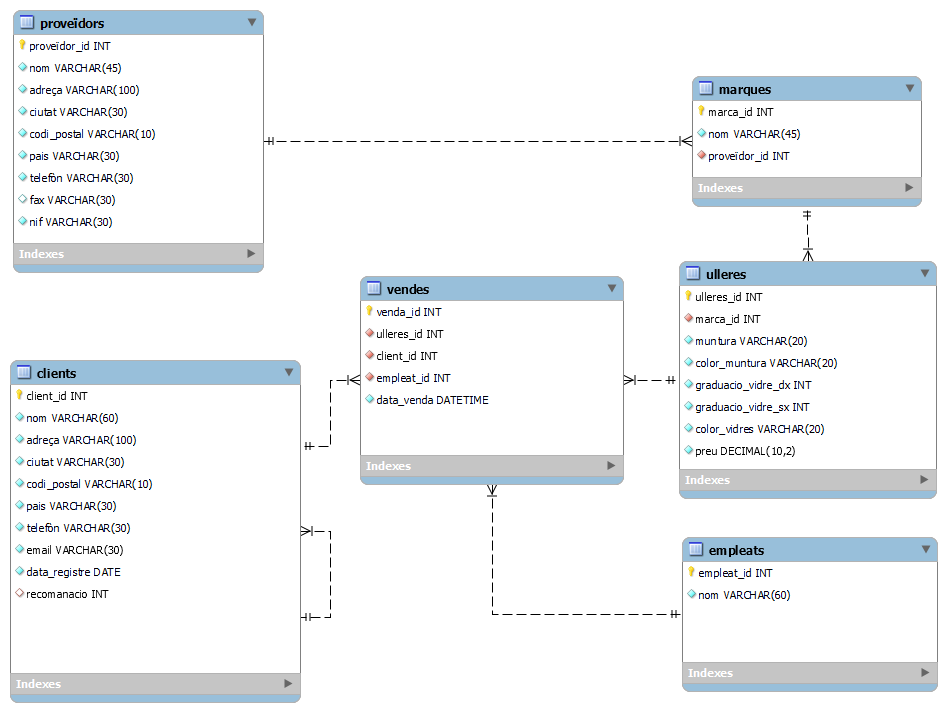 proveïdors
proveïdor_id INT
nom VARCHAR(45)
adreça VARCHAR(100)
ciutat VARCHAR(30)
codi_postal VARCHAR(10)
pais VARCHAR(30)
telefòn VARCHAR(30)
fax VARCHAR(30)
nif VARCHAR(30)
Indexes
marques
marca_id INT
nom VARCHAR(45)
proveïdor_id INT
Indexes
vendes
venda_id INT
ulleres_id INT
client_id INT
empleat_id INT
data_venda DATETIME
Indexes
ulleres
ulleres_id INT
marca_id INT
muntura VARCHAR(20)
color_muntura VARCHAR(20)
graduacio_vidre_dx INT
graduacio_vidre_sx INT
color_vidres VARCHAR(20)
preu DECIMAL(10,2)
Indexes
clients
client_id INT
nom VARCHAR(60)
adreça VARCHAR(100)
ciutat VARCHAR(30)
codi_postal VARCHAR(10)
pais VARCHAR(30)
telefòn VARCHAR(30)
email VARCHAR(30)
data_registre DATE
recomanacio INT
Indexes
empleats
empleat_id INT
nom VARCHAR(60)
Indexes